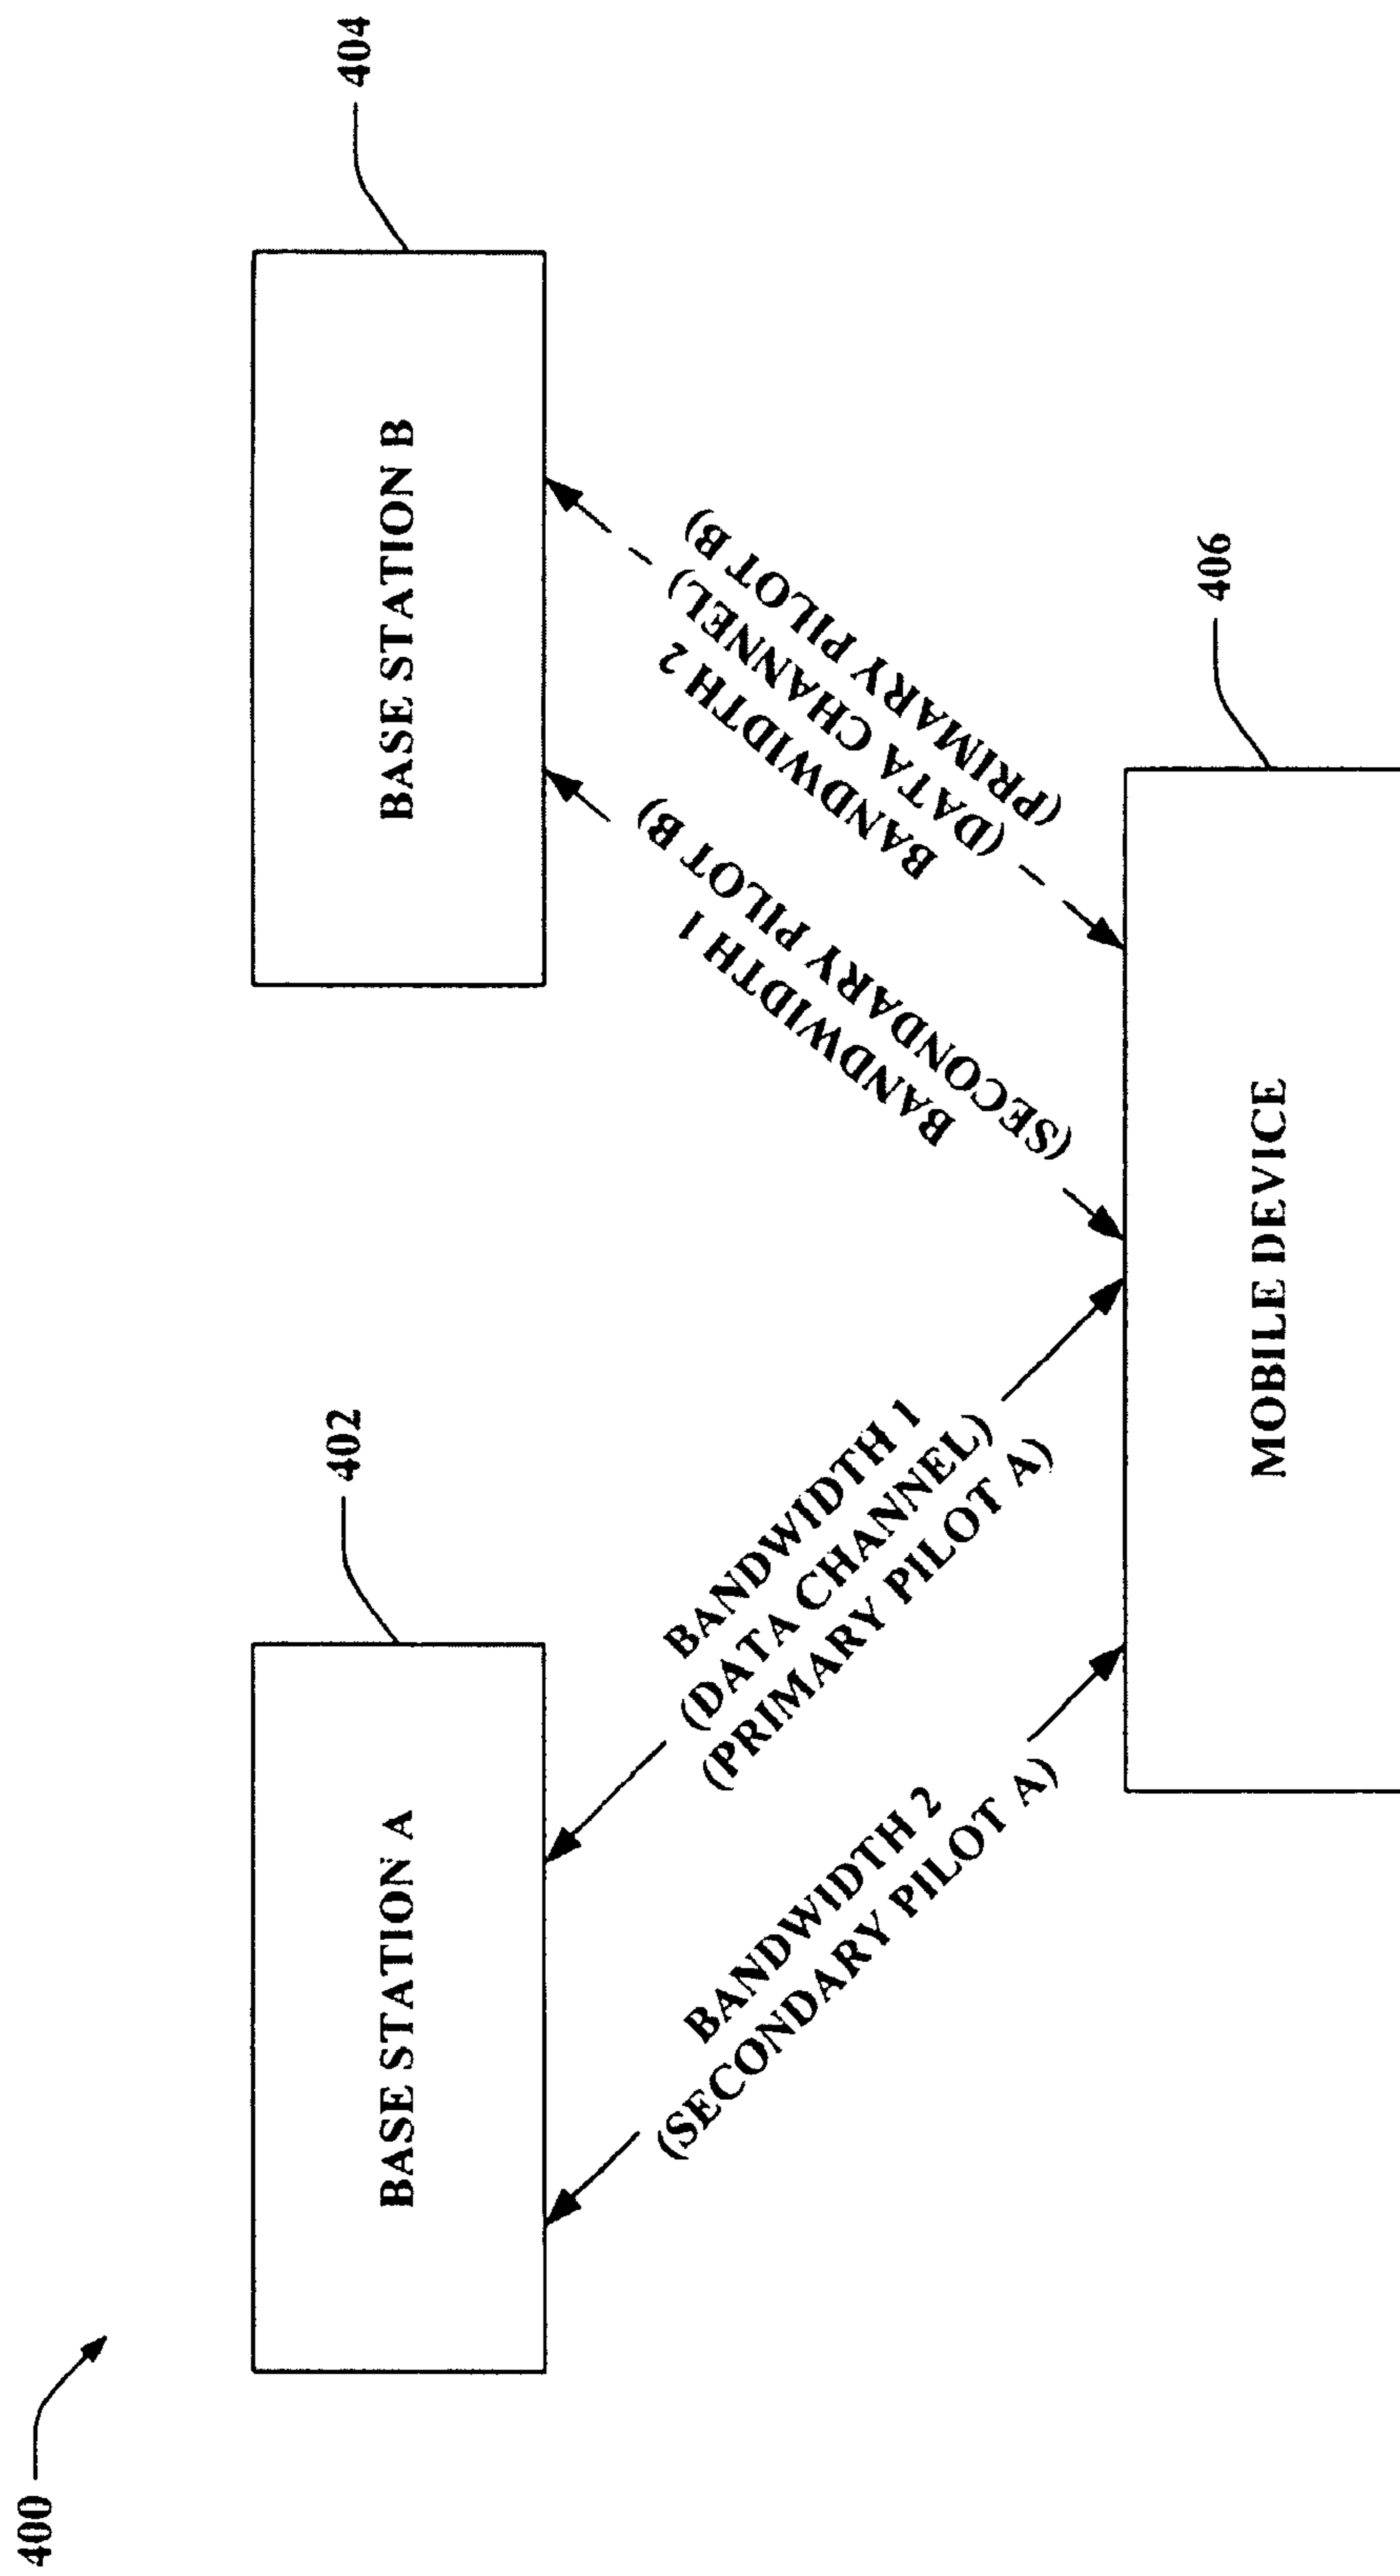 400
402
404
BASE STATION A
BASE STATION B
BANDWIDTH 2
(SECONDARY PILOT A)
BANDWIDTH 1
(DATA CHANNEL)
(PRIMARY PILOT A)
BANDWIDTH 1
(SECONDARY PILOT B)
BANDWIDTH 2
(DATA CHANNEL)
(PRIMARY PILOT B)
406
MOBILE DEVICE